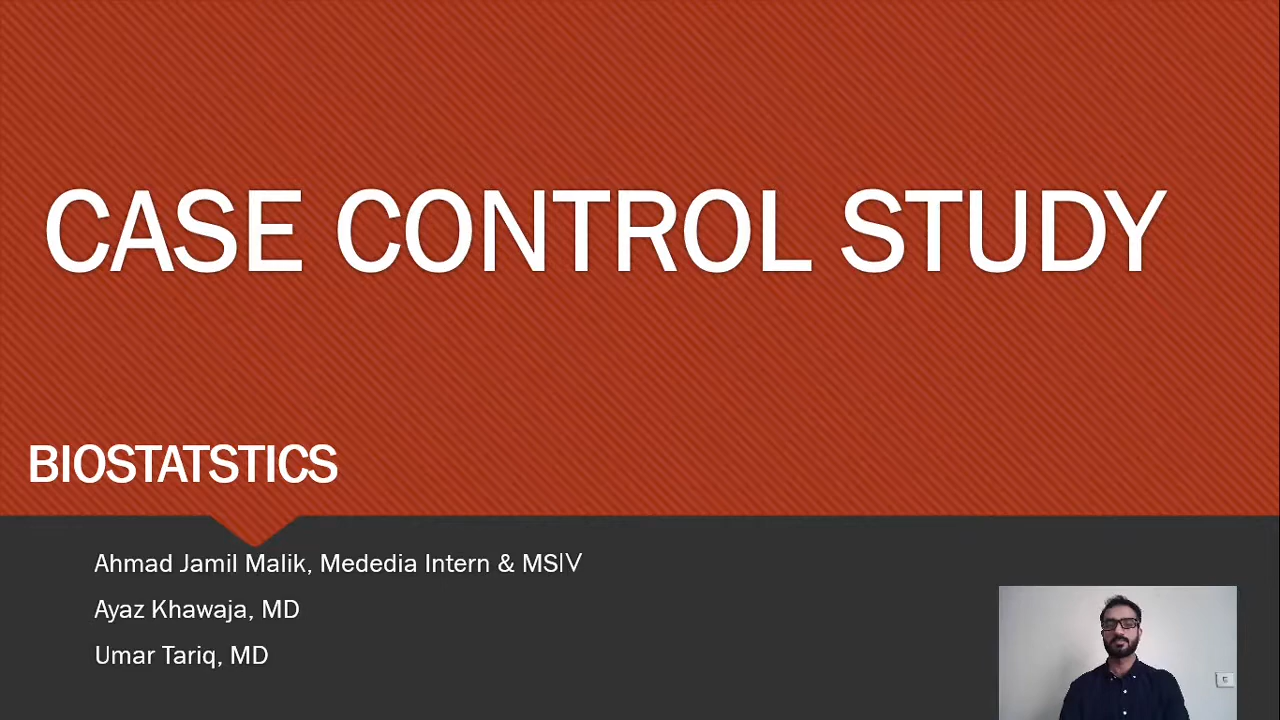 CASE CONTROL STUDY
BIOSTATSTICS
Ahmad Jamil Malik, Mededia Intern & MSIV
Ayaz Khawaja, MD
Umar Tariq, MD